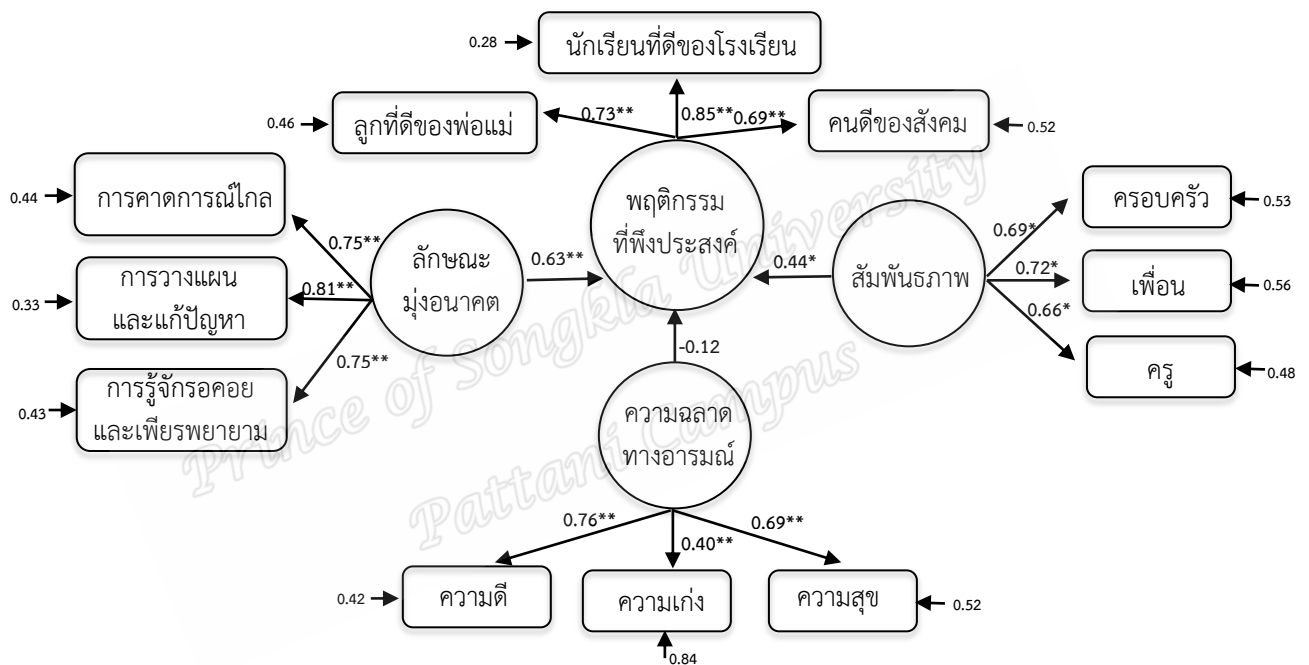 0.28
นักเรียนที่ดีของโรงเรียน
0.46
ลูกที่ดีของพ่อแม่
0.73**
0.85**
0.69**
คนดีของสังคม
0.52
0.44
การคาดการณ์ไกล
0.75**
พฤติกรรม
ที่พึงประสงค์
ครอบครัว
0.53
0.69*
0.33
การวางแผน
และแก้ปัญหา
0.81**
ลักษณะ
มุ่งอนาคต
0.63**
0.44*
สัมพันธภาพ
0.72*
เพื่อน
0.56
0.66*
0.43
การรู้จักรอคอย
และเพียรพยายาม
0.75**
-0.12
ครู
0.48
ความฉลาด
ทางอารมณ์
0.76**
0.40**
0.69**
0.42
ความดี
ความเก่ง
ความสุข
0.52
0.84
Prince of Songkla University
Pattani Campus